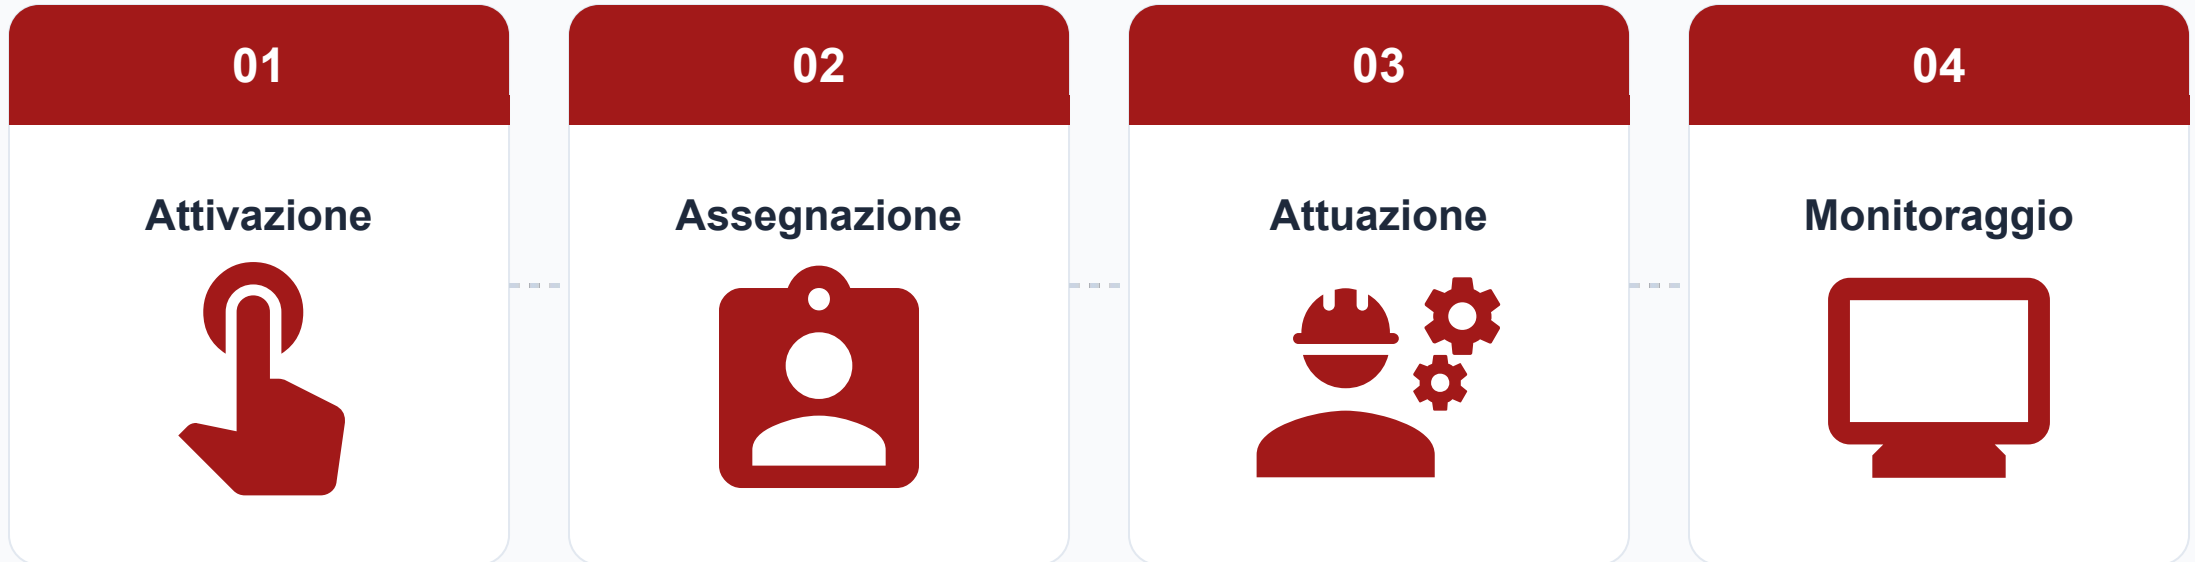 01
Attivazione
02
Assegnazione
03
Attuazione
04
Monitoraggio